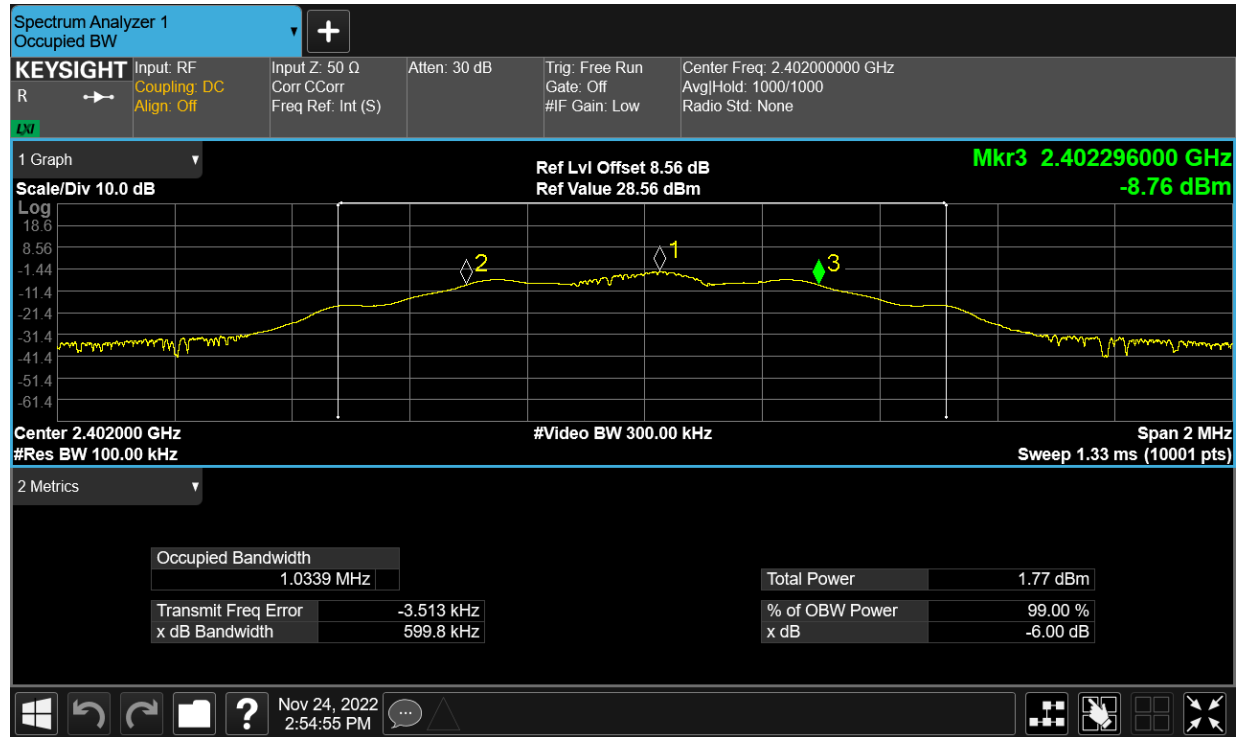 Spectrum Analyzer 1
Occupied BW
KEYSIGHT
R
LXI
Input: RF
Coupling: DC
Align: Off
Input Z: 50 Ω
Corr CCorr
Freq Ref: Int (S)
Atten: 30 dB
Trig: Free Run
Gate: Off
#IF Gain: Low
Center Freq: 2.402000000 GHz
Avg|Hold: 1000/1000
Radio Std: None
1 Graph
Scale/Div 10.0 dB
Ref Lvl Offset 8.56 dB
Ref Value 28.56 dBm
Mkr3 2.402296000 GHz
-8.76 dBm
Log
18.6
8.56
-1.44
-11.4
-21.4
-31.4
-41.4
-51.4
-61.4
2
1
3
Center 2.402000 GHz
#Res BW 100.00 kHz
#Video BW 300.00 kHz
Span 2 MHz
Sweep 1.33 ms (10001 pts)
2 Metrics
Occupied Bandwidth
1.0339 MHz
Transmit Freq Error -3.513 kHz
x dB Bandwidth 599.8 kHz
Total Power 1.77 dBm
% of OBW Power 99.00 %
x dB -6.00 dB
?
Nov 24, 2022
2:54:55 PM